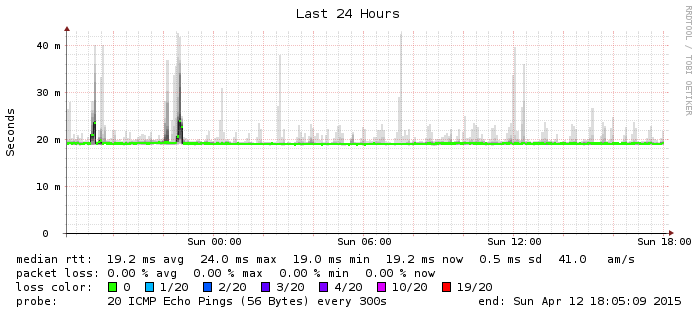 Last 24 Hours
RRDTOOL / TOBI OETIKER
Seconds
40 m
30 m
20 m
10 m
0
Sun 00:00 Sun 06:00 Sun 12:00 Sun 18:00
median rtt: 19.2 ms avg 24.0 ms max 19.0 ms min 19.2 ms now 0.5 ms sd 41.0 am/s
packet loss: 0.00 % avg 0.00 % max 0.00 % min 0.00 % now
loss color: 0 1/20 2/20 3/20 4/20 10/20 19/20
probe: 20 ICMP Echo Pings (56 Bytes) every 300s end: Sun Apr 12 18:05:09 2015